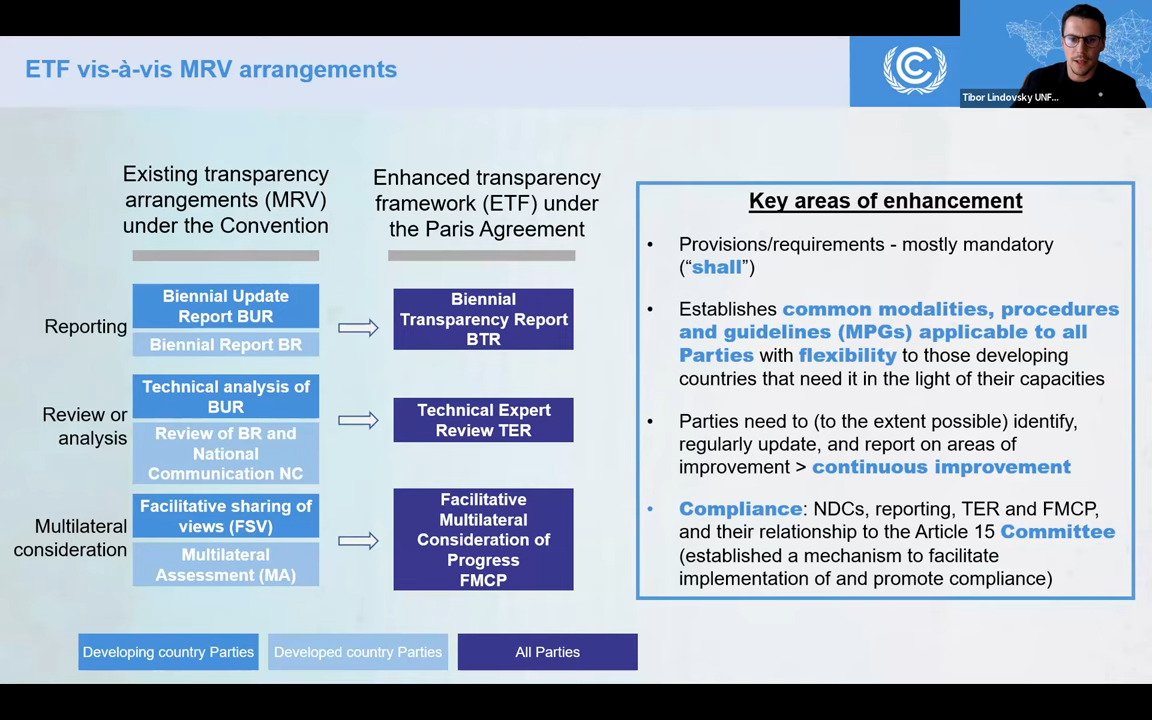 ETF vis-à-vis MRV arrangements
Tibor Lindovsky UNF...
Existing transparency
arrangements (MRV)
under the Convention
Enhanced transparency
framework (ETF) under
the Paris Agreement
Reporting
Biennial Update
Report BUR
Biennial Report BR
Biennial
Transparency Report
BTR
Review or
analysis
Technical analysis of
BUR
Review of BR and
National
Communication NC
Technical Expert
Review TER
Multilateral
consideration
Facilitative sharing of
views (FSV)
Multilateral
Assessment (MA)
Facilitative
Multilateral
Consideration of
Progress
FMCP
Developing country Parties
Developed country Parties
All Parties
Key areas of enhancement
• Provisions/requirements - mostly mandatory
(“shall”)
• Establishes common modalities, procedures
and guidelines (MPGs) applicable to all
Parties with flexibility to those developing
countries that need it in the light of their capacities
• Parties need to (to the extent possible) identify,
regularly update, and report on areas of
improvement > continuous improvement
• Compliance: NDCs, reporting, TER and FMCP,
and their relationship to the Article 15 Committee
(established a mechanism to facilitate
implementation of and promote compliance)